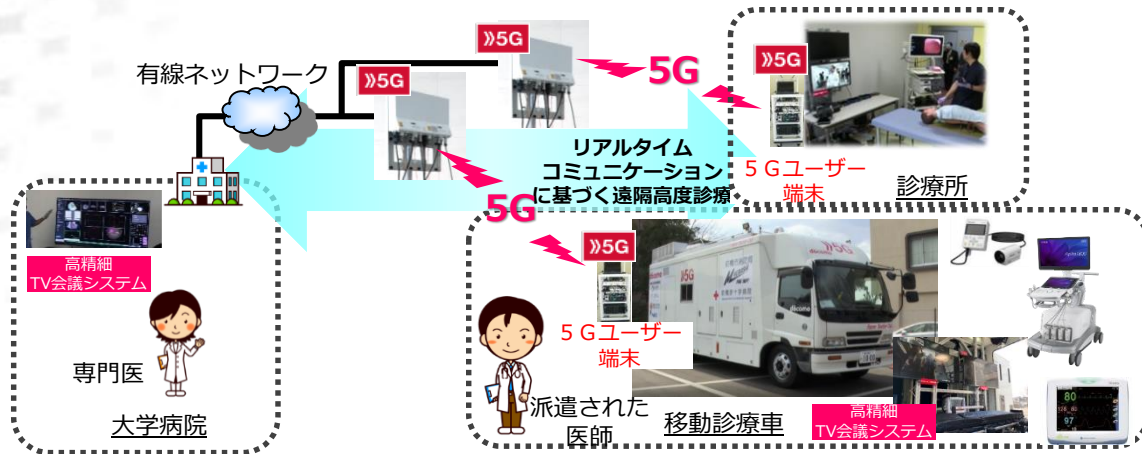 有線ネットワーク
》5G
》5G
5G
》5G
リアルタイム
コミュニケーション
に基づく遠隔高度診療
５Ｇユーザー
端末
診療所
高精細
TV会議システム
専門医
大学病院
5G
》5G
５Ｇユーザー
端末
派遣された
医師
移動診療車
》5G
高精細
TV会議システム
80
97